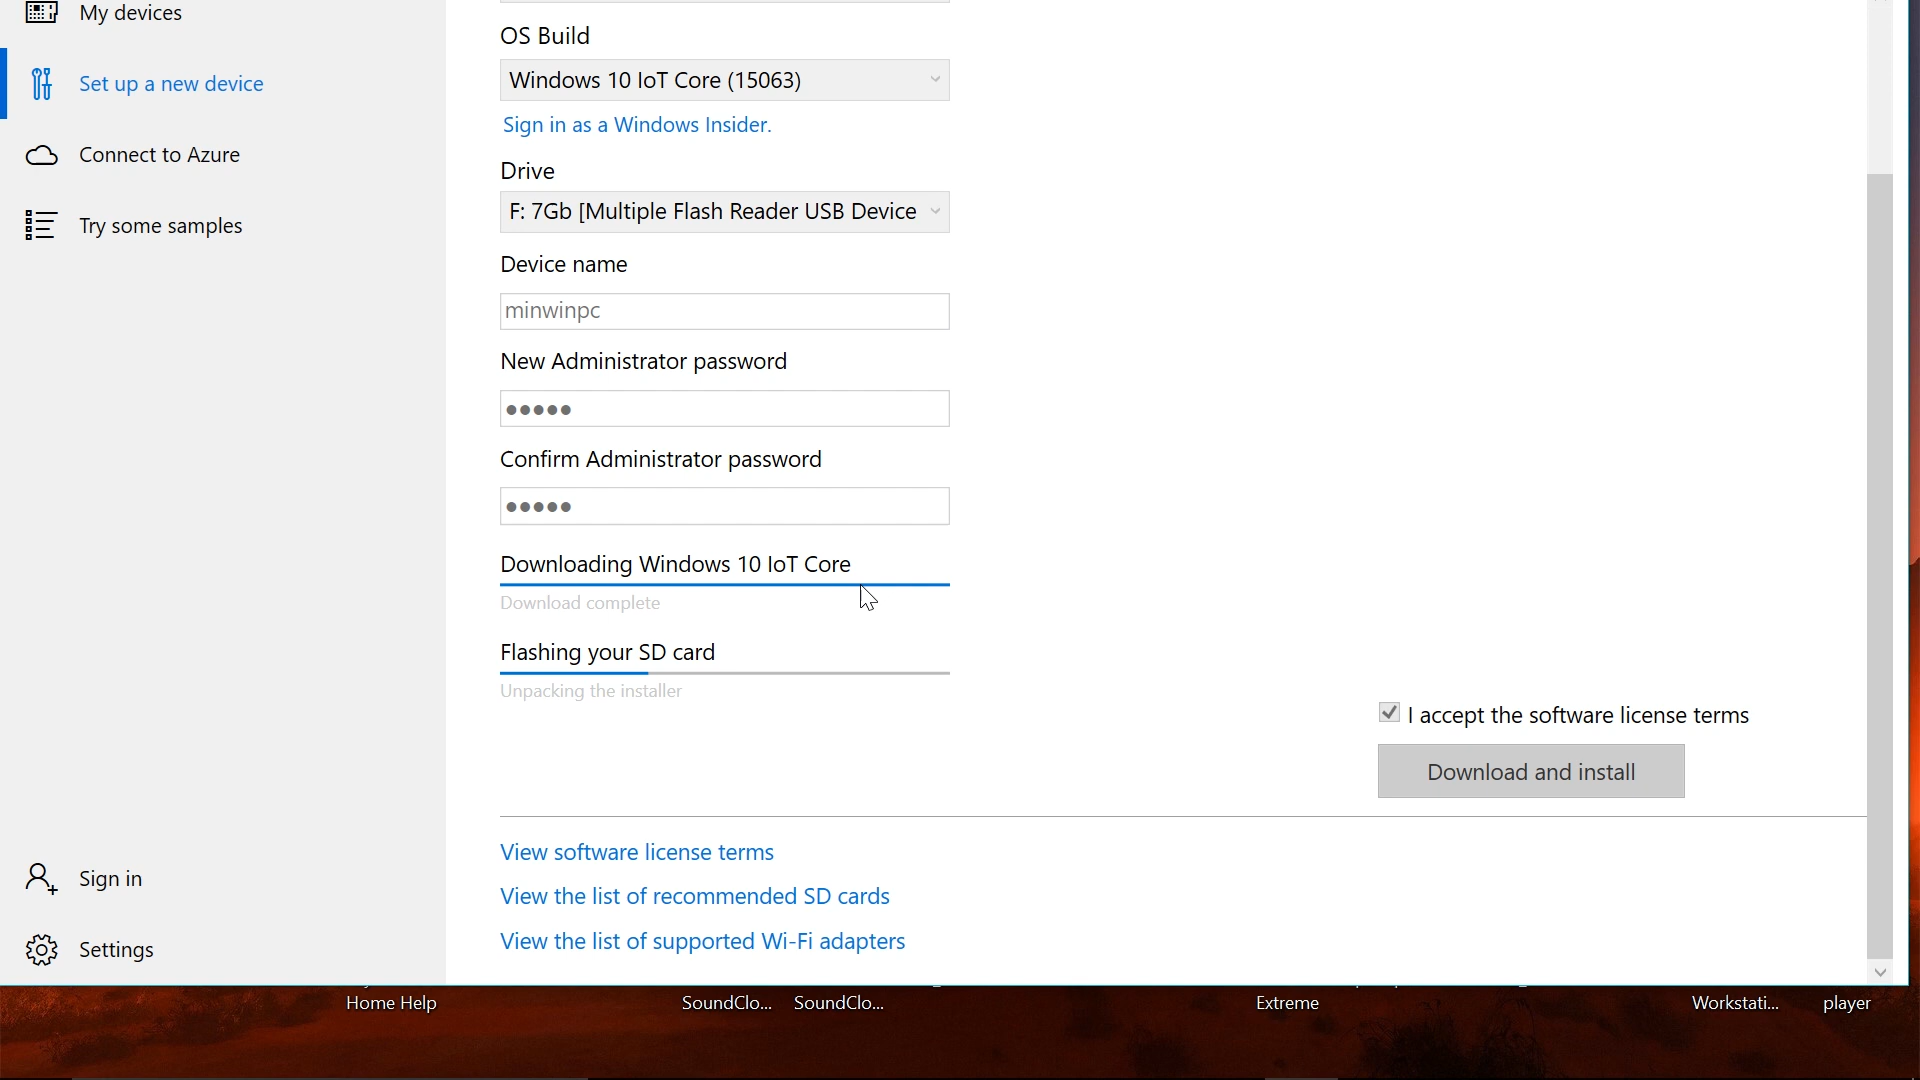 My devices
Set up a new device
Connect to Azure
Try some samples
Sign in
Settings
OS Build
Windows 10 IoT Core (15063)
Sign in as a Windows Insider.
Drive
F: 7Gb [Multiple Flash Reader USB Device
Device name
minwinpc
New Administrator password
●●●●●
Confirm Administrator password
●●●●●
Downloading Windows 10 IoT Core
Download complete
Flashing your SD card
Unpacking the installer
I accept the software license terms
Download and install
View software license terms
View the list of recommended SD cards
View the list of supported Wi-Fi adapters
Home Help
SoundClo...
SoundClo...
Extreme
Workstati...
player